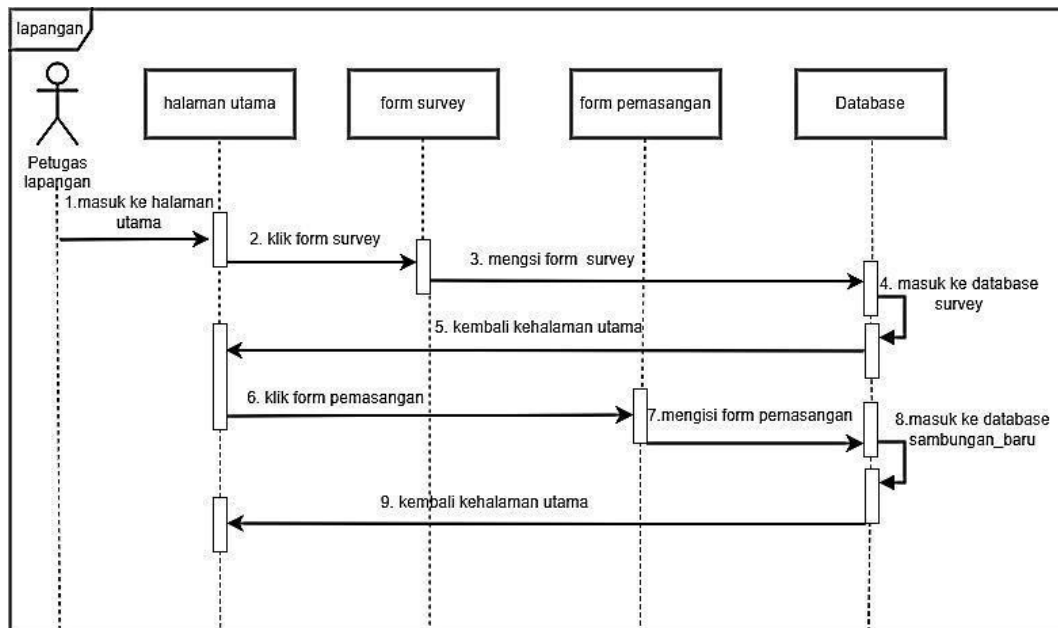 lapangan
halaman utama
form survey
form pemasangan
Database
Petugas
lapangan
1.masuk ke halaman
utama
2. klik form survey
3. mengsi form survey
4. masuk ke database
survey
5. kembali kehalaman utama
6. klik form pemasangan
7.mengisi form pemasangan
8.masuk ke database
sambungan_baru
9. kembali kehalaman utama